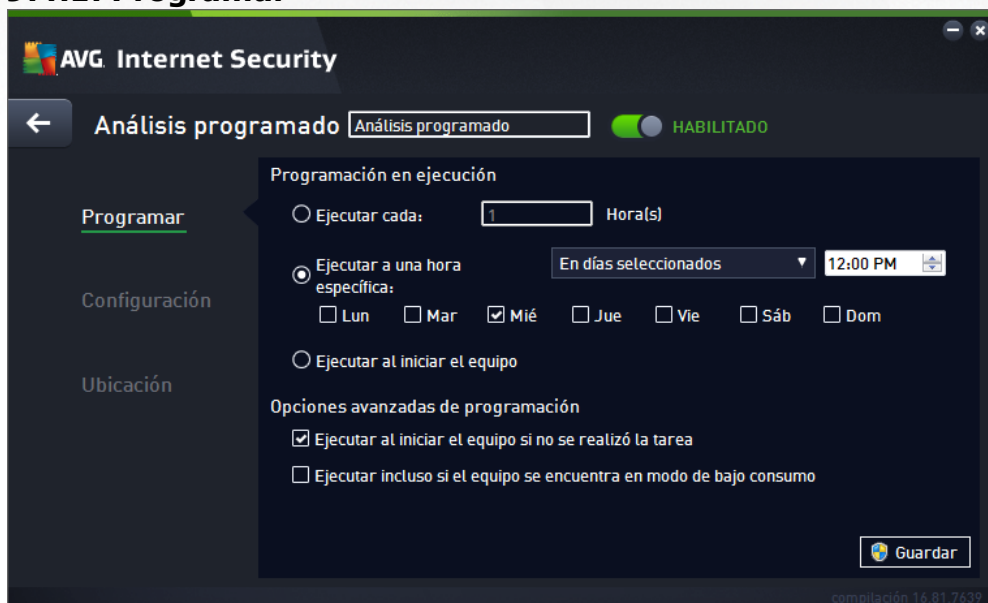 AVG Internet Security
Análisis programado Análisis programado HABILITADO
Programar
Configuración
Ubicación
Programación en ejecución
Ejecutar cada: 1 Hora(s)
Ejecutar a una hora
específica:
En días seleccionados 12:00 PM
Lun Mar Mié Jue Vie Sáb Dom
Ejecutar al iniciar el equipo
Opciones avanzadas de programación
Ejecutar al iniciar el equipo si no se realizó la tarea
Ejecutar incluso si el equipo se encuentra en modo de bajo consumo
Guardar
compilación 16.81.7639